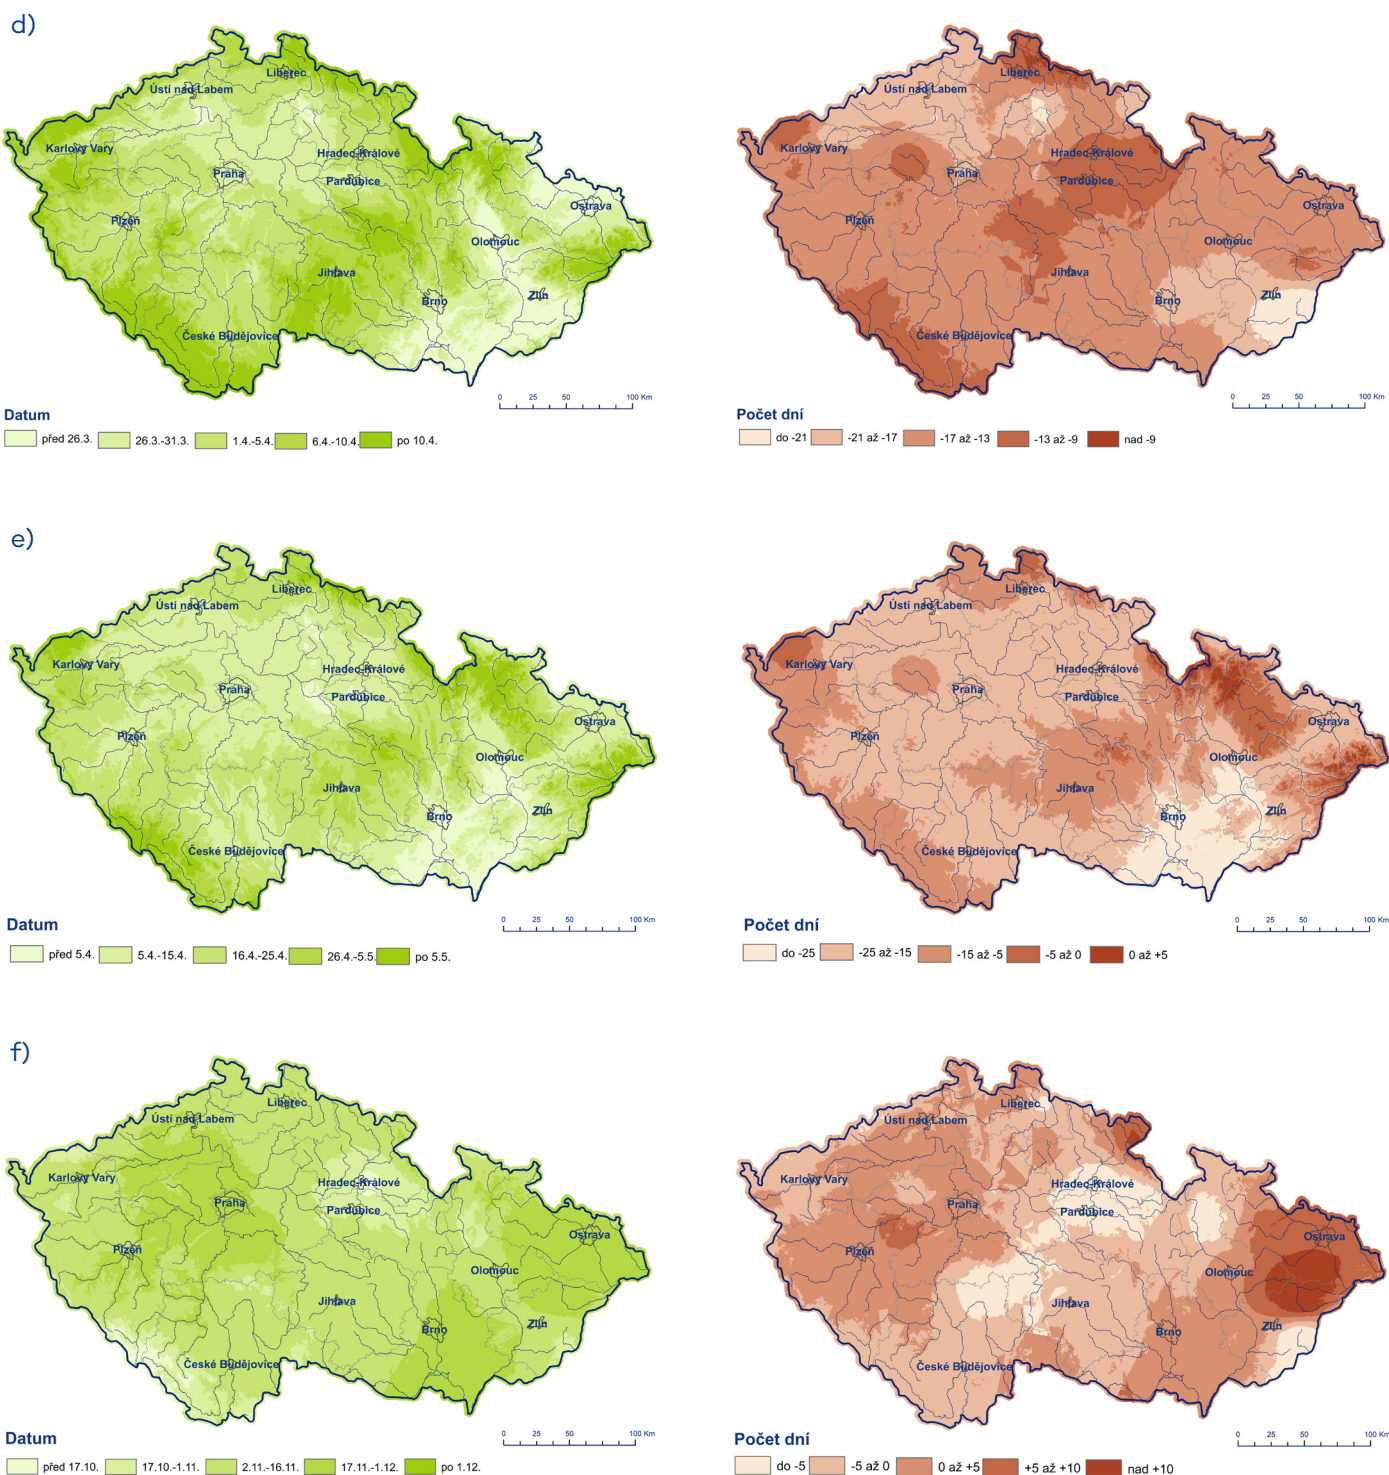 d)
Liberec
Ústí nad Labem
Karlovy Vary
Hradec Králové
Praha
Pardubice
Plzeň
Ostrava
Olomouc
Jihlava
Brno
Zlín
České Budějovice
0 25 50 100 Km
Datum
před 26.3. 26.3.-31.3. 1.4.-5.4. 6.4.-10.4. po 10.4.
Liberec
Ústí nad Labem
Karlovy Vary
Hradec Králové
Praha
Pardubice
Plzeň
Ostrava
Olomouc
Jihlava
Brno
Zlín
České Budějovice
0 25 50 100 Km
Počet dní
do -21 -21 až -17 -17 až -13 -13 až -9 nad -9
e)
Liberec
Ústí nad Labem
Karlovy Vary
Hradec Králové
Praha
Pardubice
Plzeň
Ostrava
Olomouc
Jihlava
Brno
Zlín
České Budějovice
0 25 50 100 Km
Datum
před 5.4. 5.4.-15.4. 16.4.-25.4. 26.4.-5.5. po 5.5.
Liberec
Ústí nad Labem
Karlovy Vary
Hradec Králové
Praha
Pardubice
Plzeň
Ostrava
Olomouc
Jihlava
Brno
Zlín
České Budějovice
0 25 50 100 Km
Počet dní
do -25 -25 až -15 -15 až -5 -5 až 0 0 až +5
f)
Liberec
Ústí nad Labem
Karlovy Vary
Hradec Králové
Praha
Pardubice
Plzeň
Ostrava
Olomouc
Jihlava
Brno
Zlín
České Budějovice
0 25 50 100 Km
Datum
před 17.10. 17.10.-1.11. 2.11.-16.11. 17.11.-1.12. po 1.12.
Liberec
Ústí nad Labem
Karlovy Vary
Hradec Králové
Praha
Pardubice
Plzeň
Ostrava
Olomouc
Jihlava
Brno
Zlín
České Budějovice
0 25 50 100 Km
Počet dní
do -5 -5 až 0 0 až +5 +5 až +10 nad +10